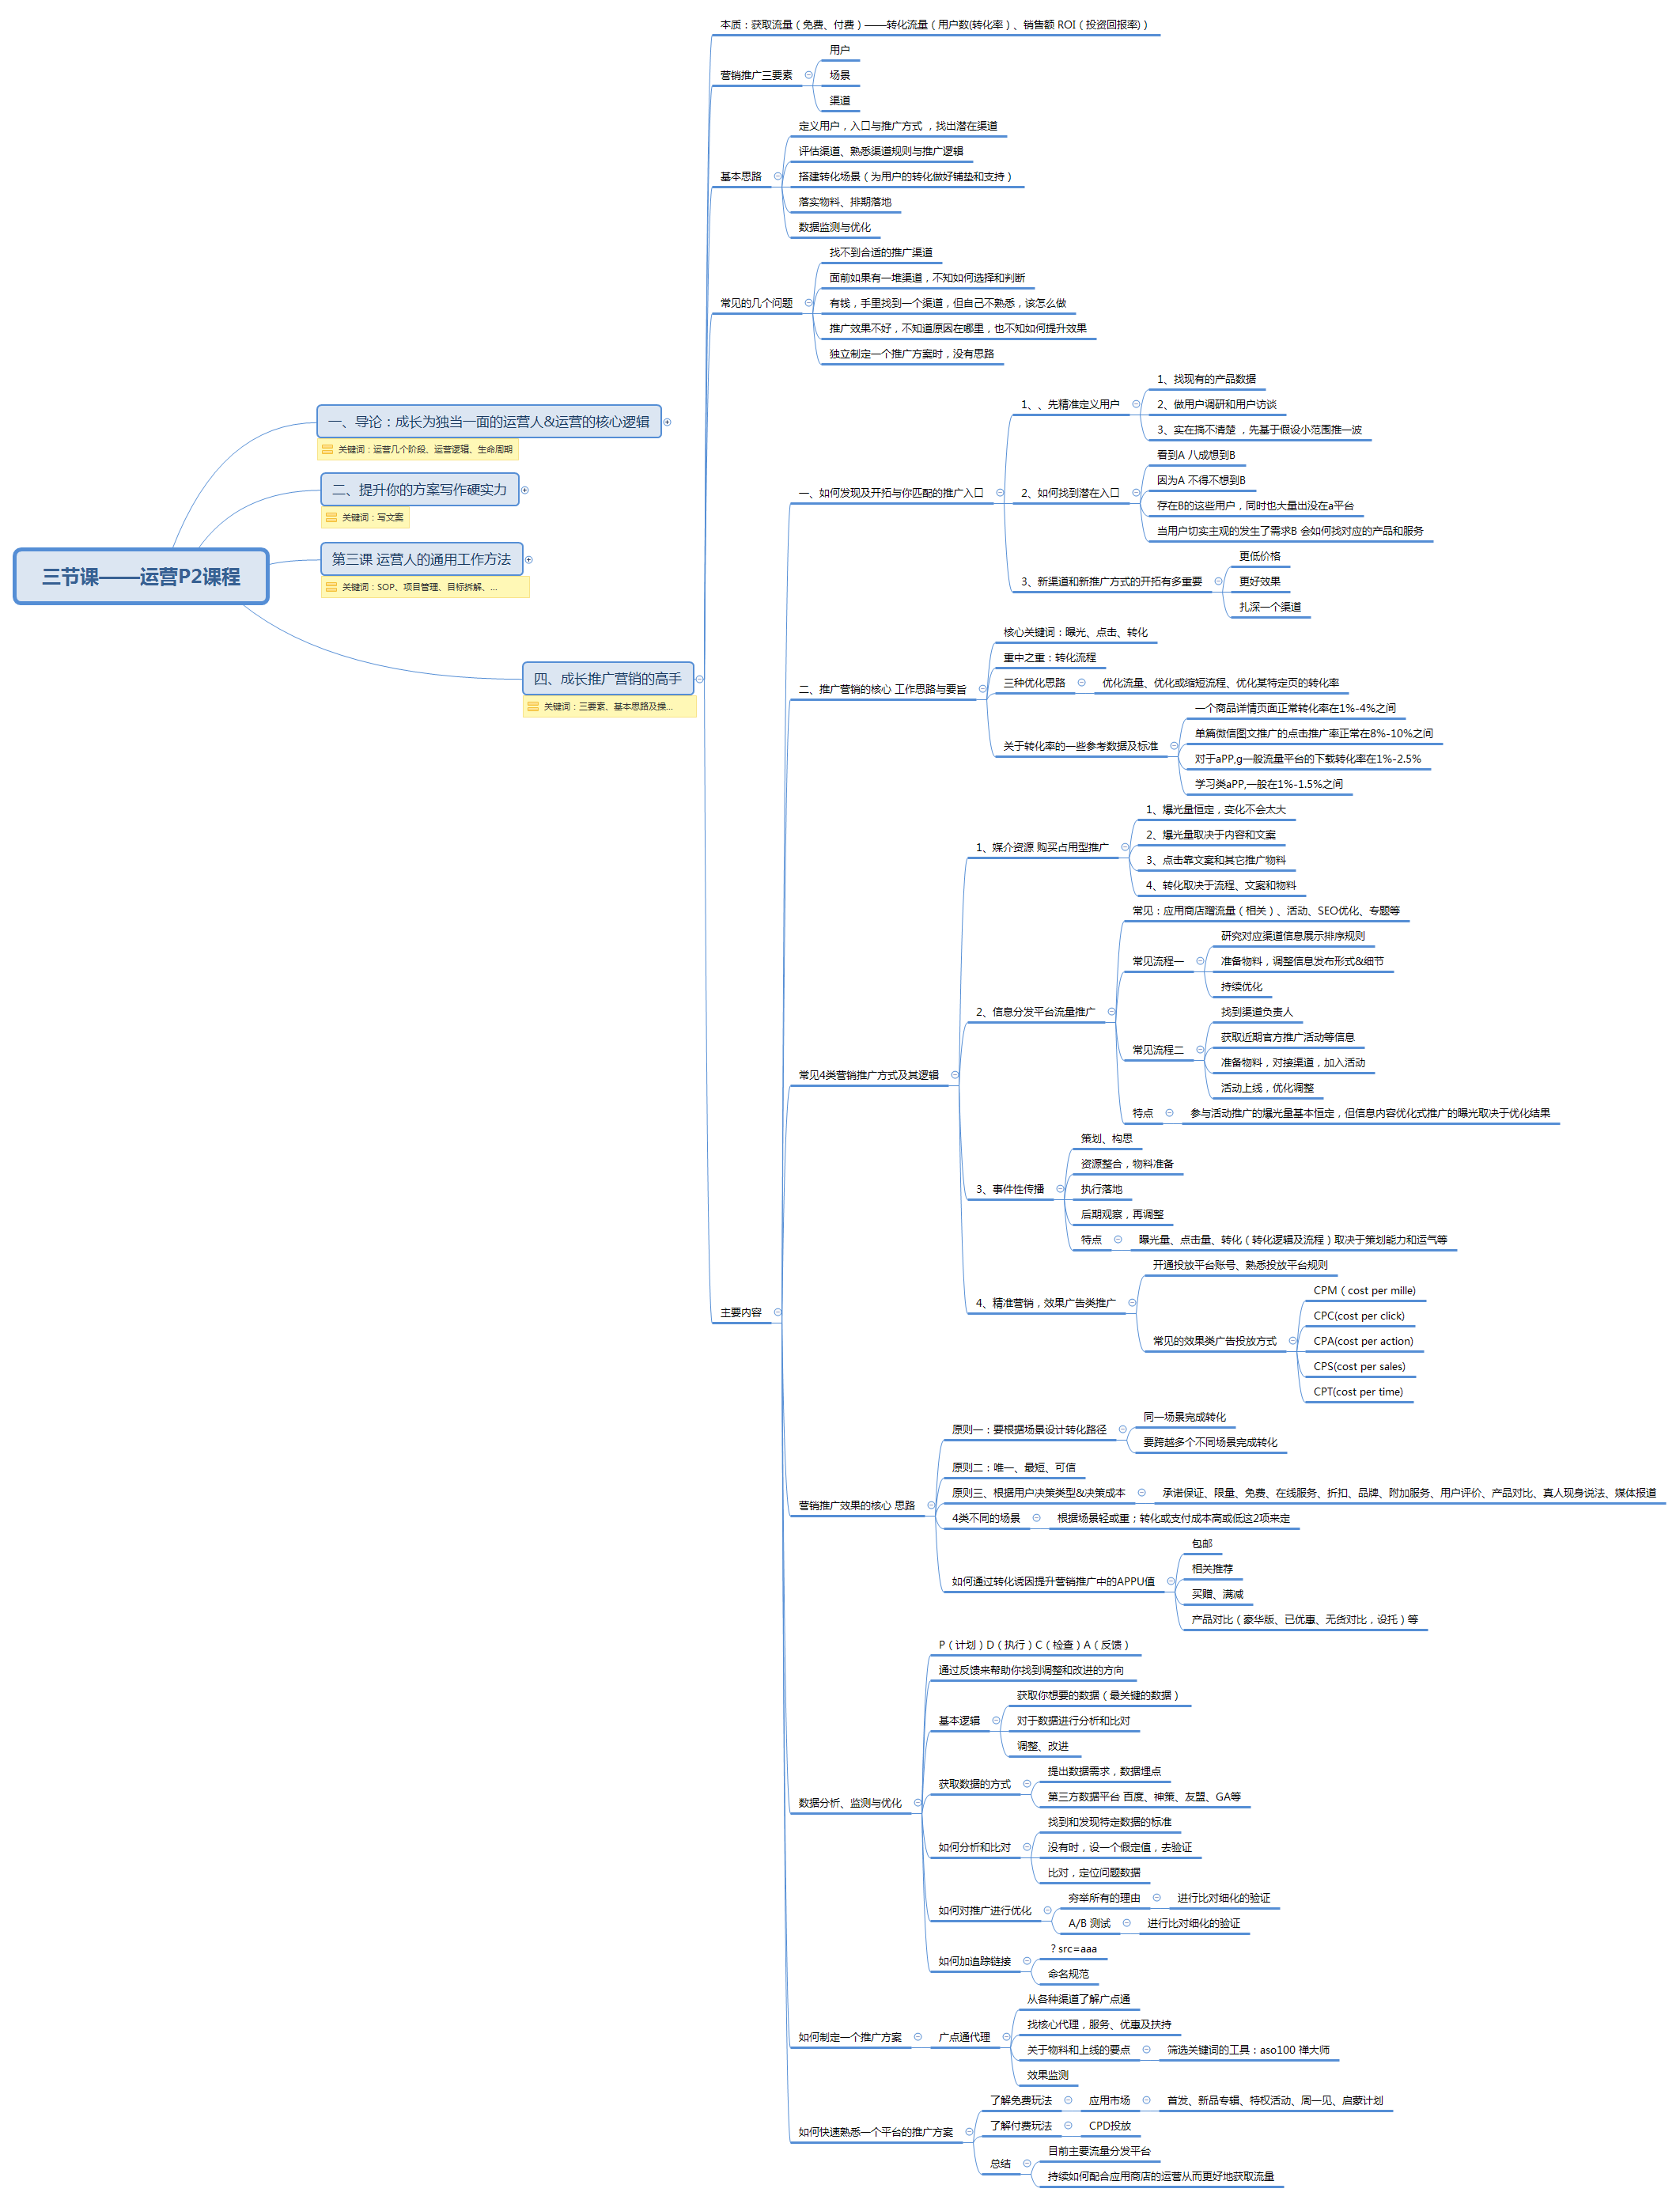 三节课——运营P2课程
一、导论：成长为独当一面的运营人&运营的核心逻辑
关键词：运营几个阶段、运营逻辑、生命周期
二、提升你的方案写作硬实力
关键词：写文案
第三课 运营人的通用工作方法
关键词：SOP、项目管理、目标拆解、...
四、成长推广营销的高手
关键词：三要素、基本思路及操...
本质：获取流量（免费、付费）——转化流量（用户数(转化率）、销售额 ROI（投资回报率)）
营销推广三要素
用户
场景
渠道
基本思路
定义用户，入口与推广方式 ，找出潜在渠道
评估渠道、熟悉渠道规则与推广逻辑
搭建转化场景（为用户的转化做好铺垫和支持）
落实物料、排期落地
数据监测与优化
常见的几个问题
找不到合适的推广渠道
面前如果有一堆渠道，不知如何选择和判断
有钱，手里找到一个渠道，但自己不熟悉，该怎么做
推广效果不好，不知道原因在哪里，也不知如何提升效果
独立制定一个推广方案时，没有思路
主要内容
一、如何发现及开拓与你匹配的推广入口
1、、先精准定义用户
1、找现有的产品数据
2、做用户调研和用户访谈
3、实在搞不清楚 ，先基于假设小范围推一波
2、如何找到潜在入口
看到A 八成想到B
因为A 不得不想到B
存在B的这些用户，同时也大量出没在a平台
当用户切实主观的发生了需求B 会如何找对应的产品和服务
3、新渠道和新推广方式的开拓有多重要
更低价格
更好效果
扎深一个渠道
二、推广营销的核心 工作思路与要旨
核心关键词：曝光、点击、转化
重中之重：转化流程
三种优化思路
优化流量、优化或缩短流程、优化某特定页的转化率
关于转化率的一些参考数据及标准
一个商品详情页面正常转化率在1%-4%之间
单篇微信图文推广的点击推广率正常在8%-10%之间
对于aPP,g一般流量平台的下载转化率在1%-2.5%
学习类aPP,一般在1%-1.5%之间
常见4类营销推广方式及其逻辑
1、媒介资源 购买占用型推广
1、爆光量恒定，变化不会太大
2、爆光量取决于内容和文案
3、点击靠文案和其它推广物料
4、转化取决于流程、文案和物料
2、信息分发平台流量推广
常见：应用商店蹭流量（相关）、活动、SEO优化、专题等
常见流程一
研究对应渠道信息展示排序规则
准备物料，调整信息发布形式&细节
持续优化
常见流程二
找到渠道负责人
获取近期官方推广活动等信息
准备物料，对接渠道，加入活动
活动上线，优化调整
特点
参与活动推广的爆光量基本恒定，但信息内容优化式推广的曝光取决于优化结果
3、事件性传播
策划、构思
资源整合，物料准备
执行落地
后期观察，再调整
特点
曝光量、点击量、转化（转化逻辑及流程）取决于策划能力和运气等
4、精准营销，效果广告类推广
开通投放平台账号、熟悉投放平台规则
常见的效果类广告投放方式
CPM（cost per mille)
CPC(cost per click)
CPA(cost per action)
CPS(cost per sales)
CPT(cost per time)
营销推广效果的核心 思路
原则一：要根据场景设计转化路径
同一场景完成转化
要跨越多个不同场景完成转化
原则二：唯一、最短、可信
原则三、根据用户决策类型&决策成本
承诺保证、限量、免费、在线服务、折扣、品牌、附加服务、用户评价、产品对比、真人现身说法、媒体报道
4类不同的场景
根据场景轻或重；转化或支付成本高或低这2项来定
如何通过转化诱因提升营销推广中的APPU值
包邮
相关推荐
买赠、满减
产品对比（豪华版、已优惠、无货对比，设托）等
数据分析、监测与优化
P（计划）D（执行）C（检查）A（反馈）
通过反馈来帮助你找到调整和改进的方向
基本逻辑
获取你想要的数据（最关键的数据）
对于数据进行分析和比对
调整、改进
获取数据的方式
提出数据需求，数据埋点
第三方数据平台 百度、神策、友盟、GA等
如何分析和比对
找到和发现特定数据的标准
没有时，设一个假定值，去验证
比对，定位问题数据
如何对推广进行优化
穷举所有的理由
进行比对细化的验证
A/B 测试
进行比对细化的验证
如何加追踪链接
？src=aaa
命名规范
如何制定一个推广方案
广点通代理
从各种渠道了解广点通
找核心代理，服务、优惠及扶持
关于物料和上线的要点
筛选关键词的工具：aso100 禅大师
效果监测
如何快速熟悉一个平台的推广方案
了解免费玩法
应用市场
首发、新品专辑、特权活动、周一见、启蒙计划
了解付费玩法
CPD投放
总结
目前主要流量分发平台
持续如何配合应用商店的运营从而更好地获取流量